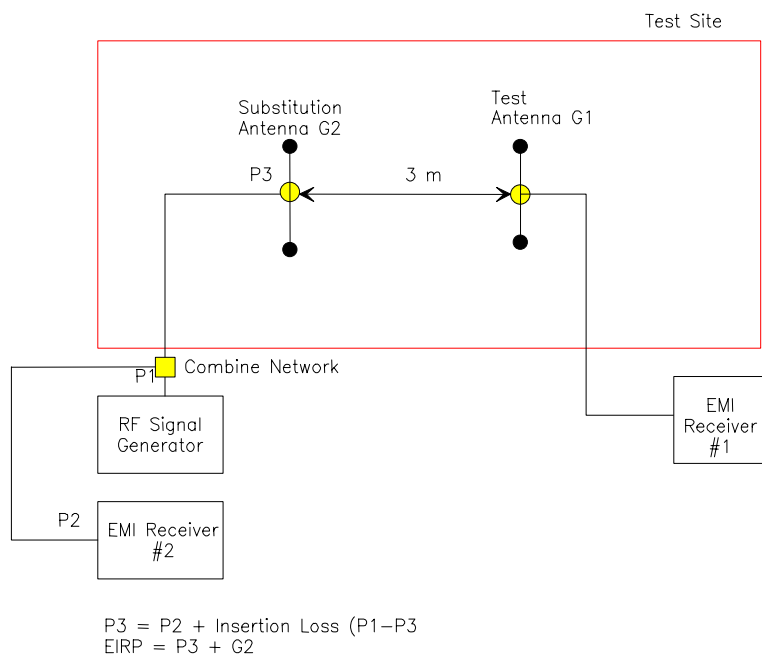 Test Site
Substitution
Antenna G2
Test
Antenna G1
P3
3 m
P1
Combine Network
RF Signal
Generator
EMI
Receiver
#1
P2
EMI Receiver
#2
P3 = P2 + Insertion Loss (P1-P3
EIRP = P3 + G2